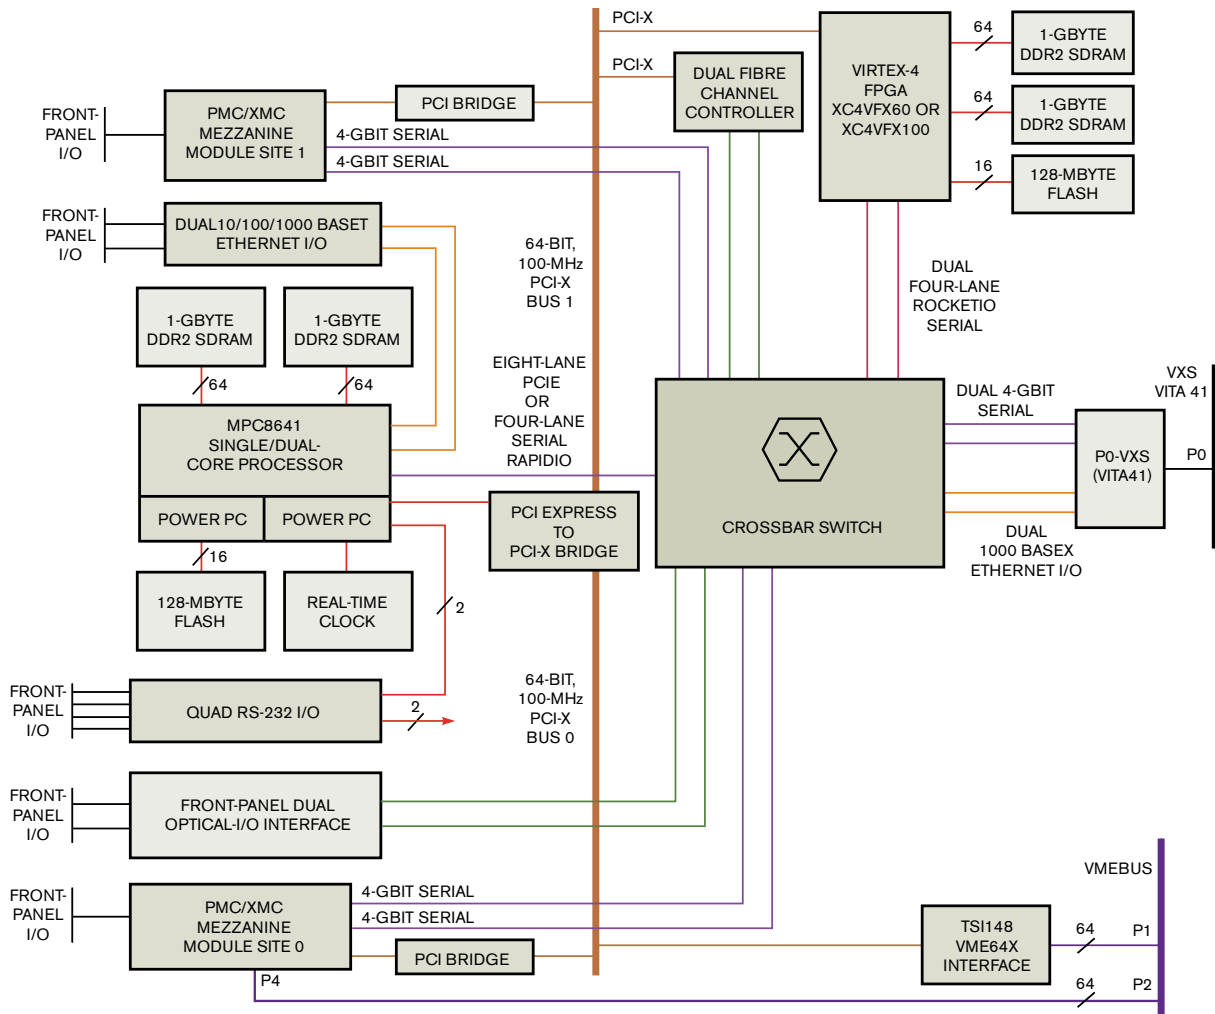 PCI-X
64
1-GBYTE
DDR2 SDRAM
PCI-X
DUAL FIBRE
CHANNEL
CONTROLLER
VIRTEX-4
FPGA
XC4VFX60 OR
XC4VFX100
64
1-GBYTE
DDR2 SDRAM
16
128-MBYTE
FLASH
FRONT-
PANEL
I/O
PMC/XMC
MEZZANINE
MODULE SITE 1
PCI BRIDGE
4-GBIT SERIAL
4-GBIT SERIAL
FRONT-
PANEL
I/O
DUAL10/100/1000 BASET
ETHERNET I/O
64-BIT,
100-MHz
PCI-X
BUS 1
DUAL
FOUR-LANE
ROCKETIO
SERIAL
1-GBYTE
DDR2 SDRAM
1-GBYTE
DDR2 SDRAM
64
64
EIGHT-LANE
PCIE
OR
FOUR-LANE
SERIAL
RAPIDIO
MPC8641
SINGLE/DUAL-
CORE PROCESSOR
POWER PC
POWER PC
PCI EXPRESS
TO
PCI-X BRIDGE
CROSSBAR SWITCH
DUAL 4-GBIT
SERIAL
VXS
VITA 41
P0-VXS
(VITA41)
P0
DUAL
1000 BASEX
ETHERNET I/O
16
128-MBYTE
FLASH
REAL-TIME
CLOCK
2
FRONT-
PANEL
I/O
QUAD RS-232 I/O
2
64-BIT,
100-MHz
PCI-X
BUS 0
FRONT-
PANEL
I/O
FRONT-PANEL DUAL
OPTICAL-I/O INTERFACE
FRONT-
PANEL
I/O
PMC/XMC
MEZZANINE
MODULE SITE 0
4-GBIT SERIAL
4-GBIT SERIAL
PCI BRIDGE
P4
VMEBUS
TSI148
VME64X
INTERFACE
64
P1
64
P2